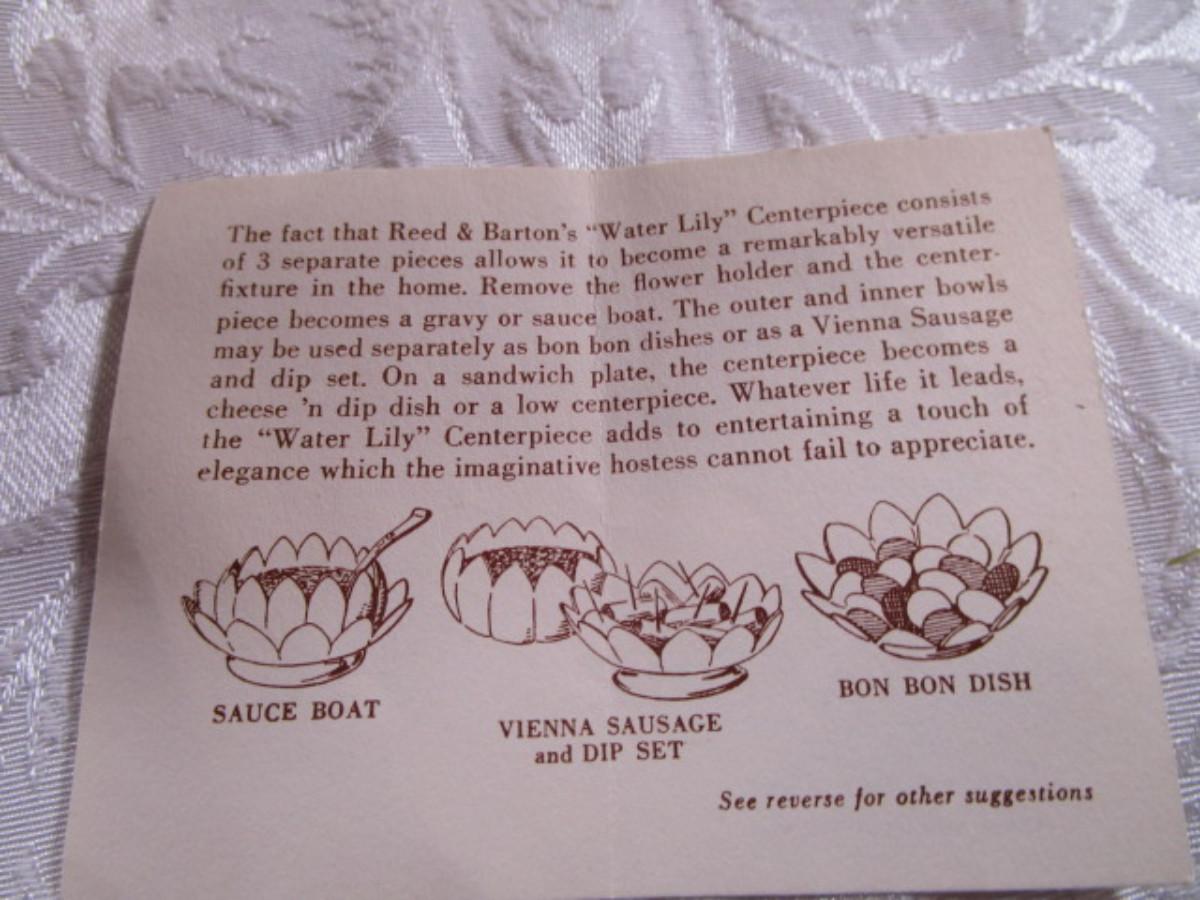 The fact that Reed & Barton's “Water Lily” Centerpiece consists
of 3 separate pieces allows it to become a remarkably versatile
fixture in the home. Remove the flower holder and the center-
piece becomes a gravy or sauce boat. The outer and inner bowls
may be used separately as bon bon dishes or as a Vienna Sausage
and dip set. On a sandwich plate, the centerpiece becomes a
cheese 'n dip dish or a low centerpiece. Whatever life it leads,
the “Water Lily” Centerpiece adds to entertaining a touch of
elegance which the imaginative hostess cannot fail to appreciate.
SAUCE BOAT
VIENNA SAUSAGE
and DIP SET
BON BON DISH
See reverse for other suggestions